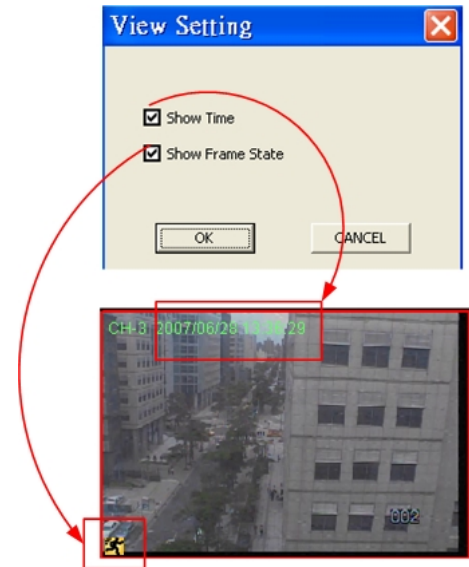 View Setting
Show Time
Show Frame State
OK CANCEL
CH-3 2007/06/28
002